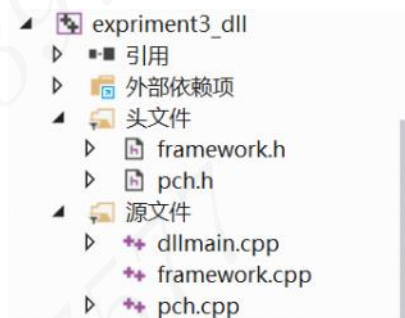 expriment3_dll
引用
外部依赖项
头文件
framework.h
pch.h
源文件
dllmain.cpp
framework.cpp
pch.cpp